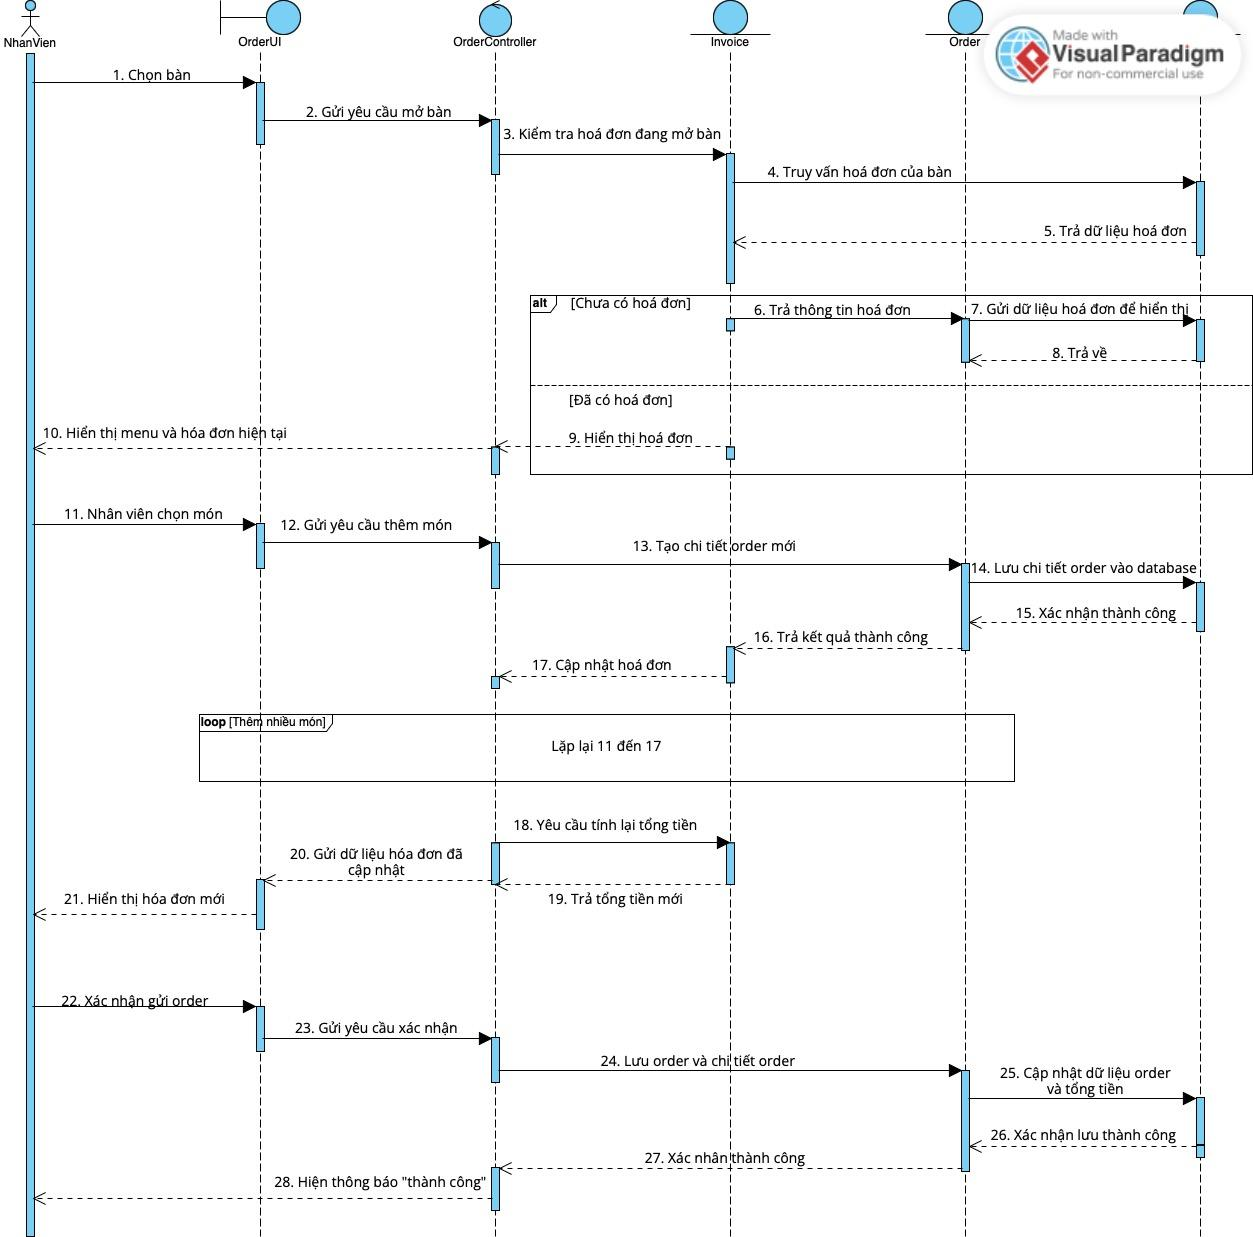 NhanVien
OrderUI
OrderController
Invoice
Order
Made with
Visual Paradigm
For non-commercial use
1. Chọn bàn
2. Gửi yêu cầu mở bàn
3. Kiểm tra hoá đơn đang mở bàn
4. Truy vấn hoá đơn của bàn
5. Trả dữ liệu hoá đơn
alt
[Chưa có hoá đơn]
6. Trả thông tin hoá đơn
7. Gửi dữ liệu hoá đơn để hiển thị
8. Trả về
[Đã có hoá đơn]
9. Hiển thị hoá đơn
10. Hiển thị menu và hóa đơn hiện tại
11. Nhân viên chọn món
12. Gửi yêu cầu thêm món
13. Tạo chi tiết order mới
14. Lưu chi tiết order vào database
15. Xác nhận thành công
16. Trả kết quả thành công
17. Cập nhật hoá đơn
loop [Thêm nhiều món]
Lặp lại 11 đến 17
18. Yêu cầu tính lại tổng tiền
19. Trả tổng tiền mới
20. Gửi dữ liệu hóa đơn đã
cập nhật
21. Hiển thị hóa đơn mới
22. Xác nhận gửi order
23. Gửi yêu cầu xác nhận
24. Lưu order và chi tiết order
25. Cập nhật dữ liệu order
và tổng tiền
26. Xác nhận lưu thành công
27. Xác nhân thành công
28. Hiện thông báo "thành công"